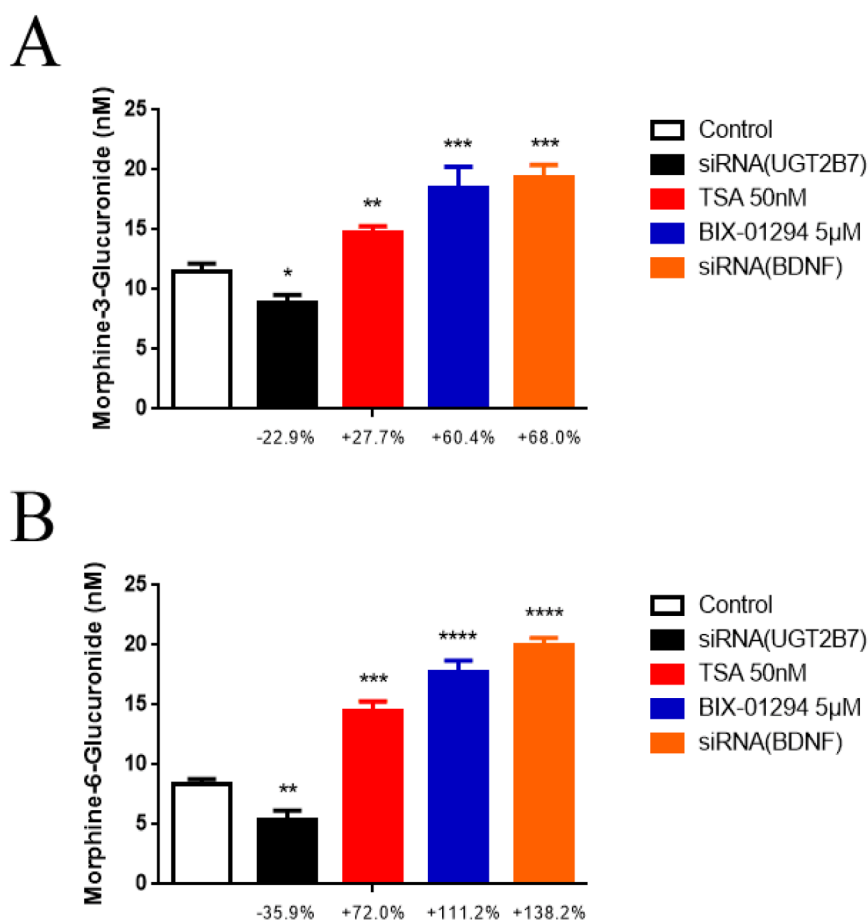 A
Morphine-3-Glucuronide (nM)
25
20
15
10
5
0
*
**
***
***
-22.9%
+27.7%
+60.4%
+68.0%
Control
siRNA(UGT2B7)
TSA 50nM
BIX-01294 5µM
siRNA(BDNF)
B
Morphine-6-Glucuronide (nM)
25
20
15
10
5
0
**
***
****
****
-35.9%
+72.0%
+111.2%
+138.2%
Control
siRNA(UGT2B7)
TSA 50nM
BIX-01294 5µM
siRNA(BDNF)